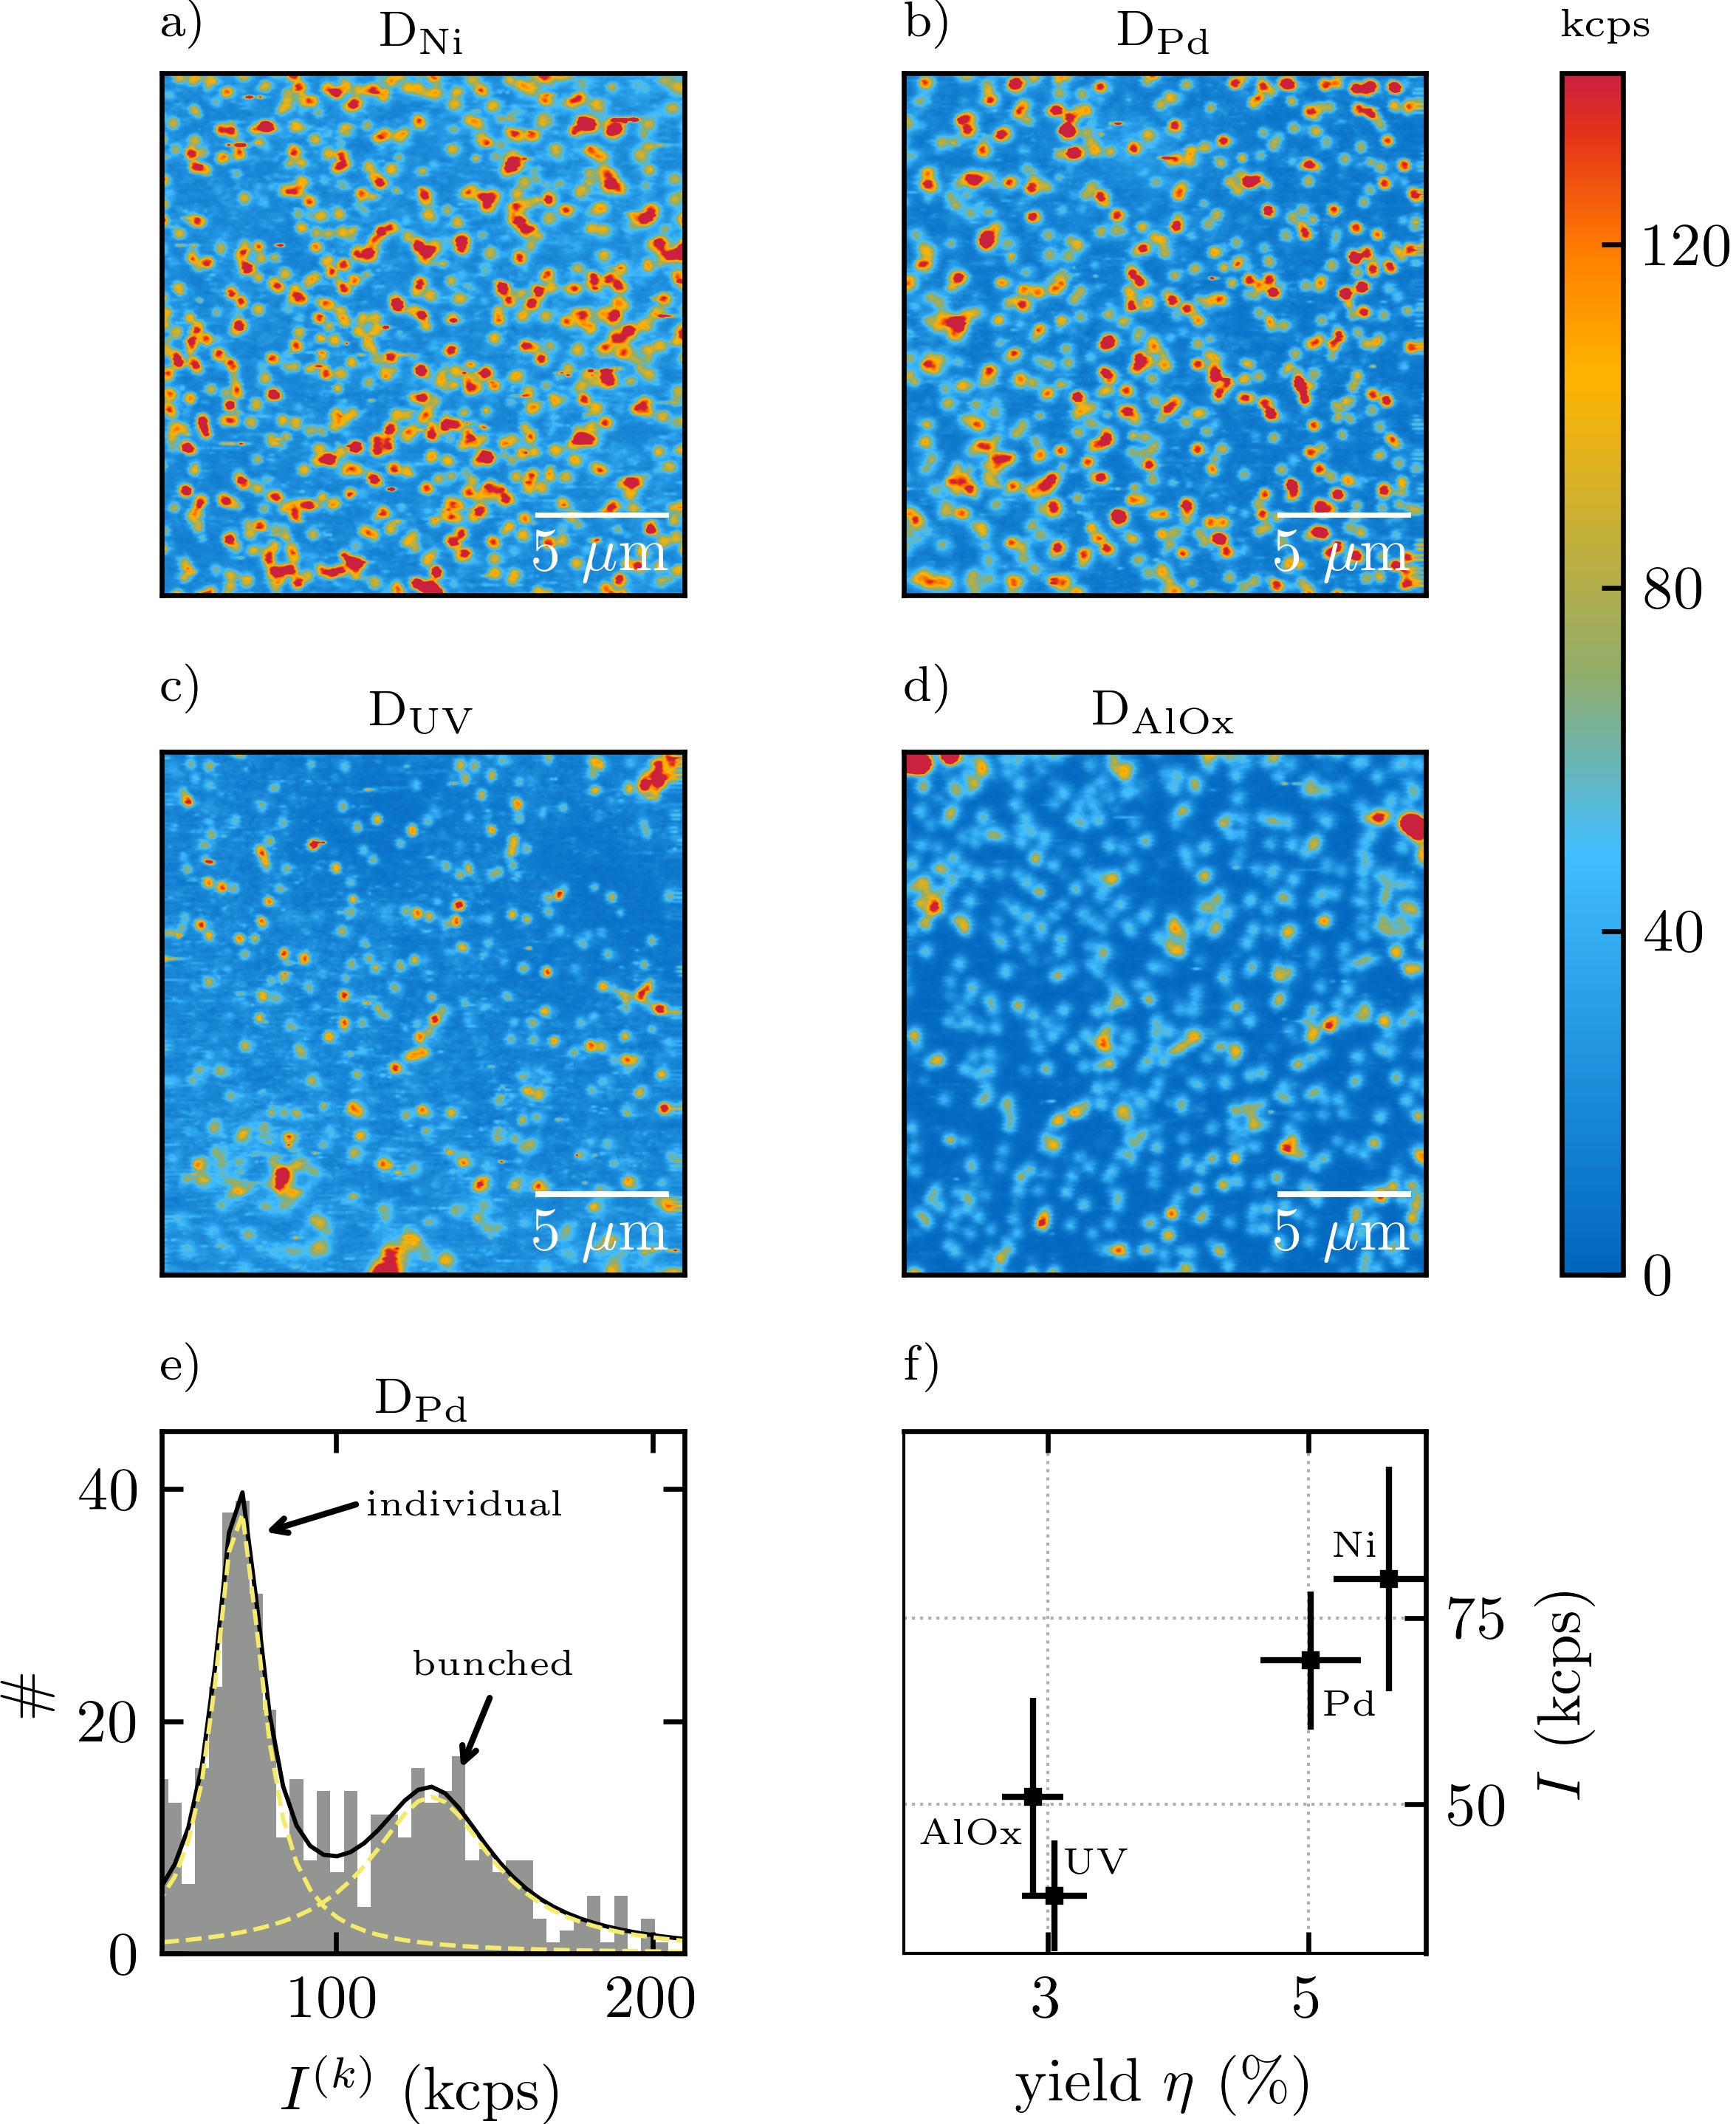 a)
D_Ni
b)
D_Pd
kcps
5 μm
5 μm
120
80
40
0
c)
D_UV
d)
D_AlOx
5 μm
5 μm
e)
D_Pd
f)
40
20
0
#
individual
bunched
100
200
I^(k) (kcps)
Ni
Pd
AlOx
UV
75
50
I (kcps)
3
5
yield η (%)